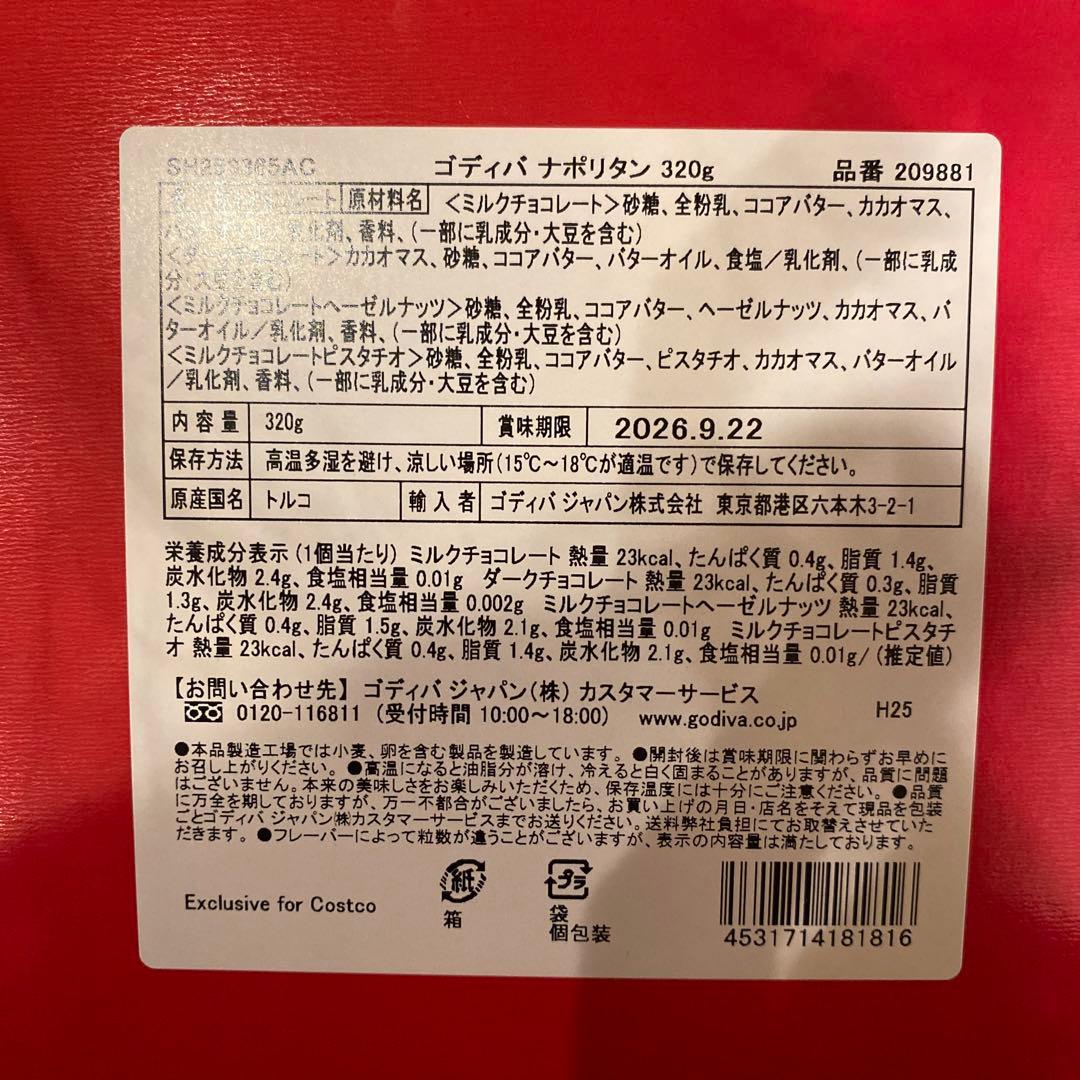 ゴディバ ナポリタン 320g 品番 209881
原材料名 <ミルクチョコレート>砂糖、全粉乳、ココアバター、カカオマス、
乳化剤、香料、(一部に乳成分・大豆を含む)
カカオマス、砂糖、ココアバター、バターオイル、食塩/乳化剤、(一部に乳成
分・大豆を含む)
<ミルクチョコレートヘーゼルナッツ>砂糖、全粉乳、ココアバター、ヘーゼルナッツ、カカオマス、バ
ターオイル/乳化剤、香料、(一部に乳成分・大豆を含む)
<ミルクチョコレートピスタチオ>砂糖、全粉乳、ココアバター、ピスタチオ、カカオマス、バターオイル
/乳化剤、香料、(一部に乳成分・大豆を含む)
内容量 320g 賞味期限 2026.9.22
保存方法 高温多湿を避け、涼しい場所(15℃~18℃が適温です)で保存してください。
原産国名 トルコ 輸入者 ゴディバ ジャパン株式会社 東京都港区六本木3-2-1
栄養成分表示(1個当たり) ミルクチョコレート 熱量 23kcal、たんぱく質 0.4g、脂質 1.4g、
炭水化物 2.4g、食塩相当量 0.01g ダークチョコレート 熱量 23kcal、たんぱく質 0.3g、脂質
1.3g、炭水化物 2.4g、食塩相当量 0.002g ミルクチョコレートヘーゼルナッツ 熱量 23kcal、
たんぱく質 0.4g、脂質 1.5g、炭水化物 2.1g、食塩相当量 0.01g ミルクチョコレートピスタチ
オ 熱量 23kcal、たんぱく質 0.4g、脂質 1.4g、炭水化物 2.1g、食塩相当量 0.01g/(推定値)
【お問い合わせ先】ゴディバ ジャパン(株) カスタマーサービス
0120-116811 (受付時間 10:00~18:00) www.godiva.co.jp H25
●本品製造工場では小麦、卵を含む製品を製造しています。●開封後は賞味期限に関わらずお早めに
お召し上がりください。●高温になると油脂分が溶け、冷えると白く固まることがありますが、品質に問題
はございません。本来の美味しさをお楽しみいただくため、保存温度には十分にご注意ください。●品質
に万全を期しておりますが、万一不都合がございましたら、お買い上げの月日・店名をそえて現品を包装
ごとゴディバ ジャパン㈱カスタマーサービスまでお送りください。送料弊社負担にてお取替えさせていた
だきます。●フレーバーによって粒数が違うことがございますが、表示の内容量は満たしております。
Exclusive for Costco
紙
箱
プラ
袋
個包装
4531714181816